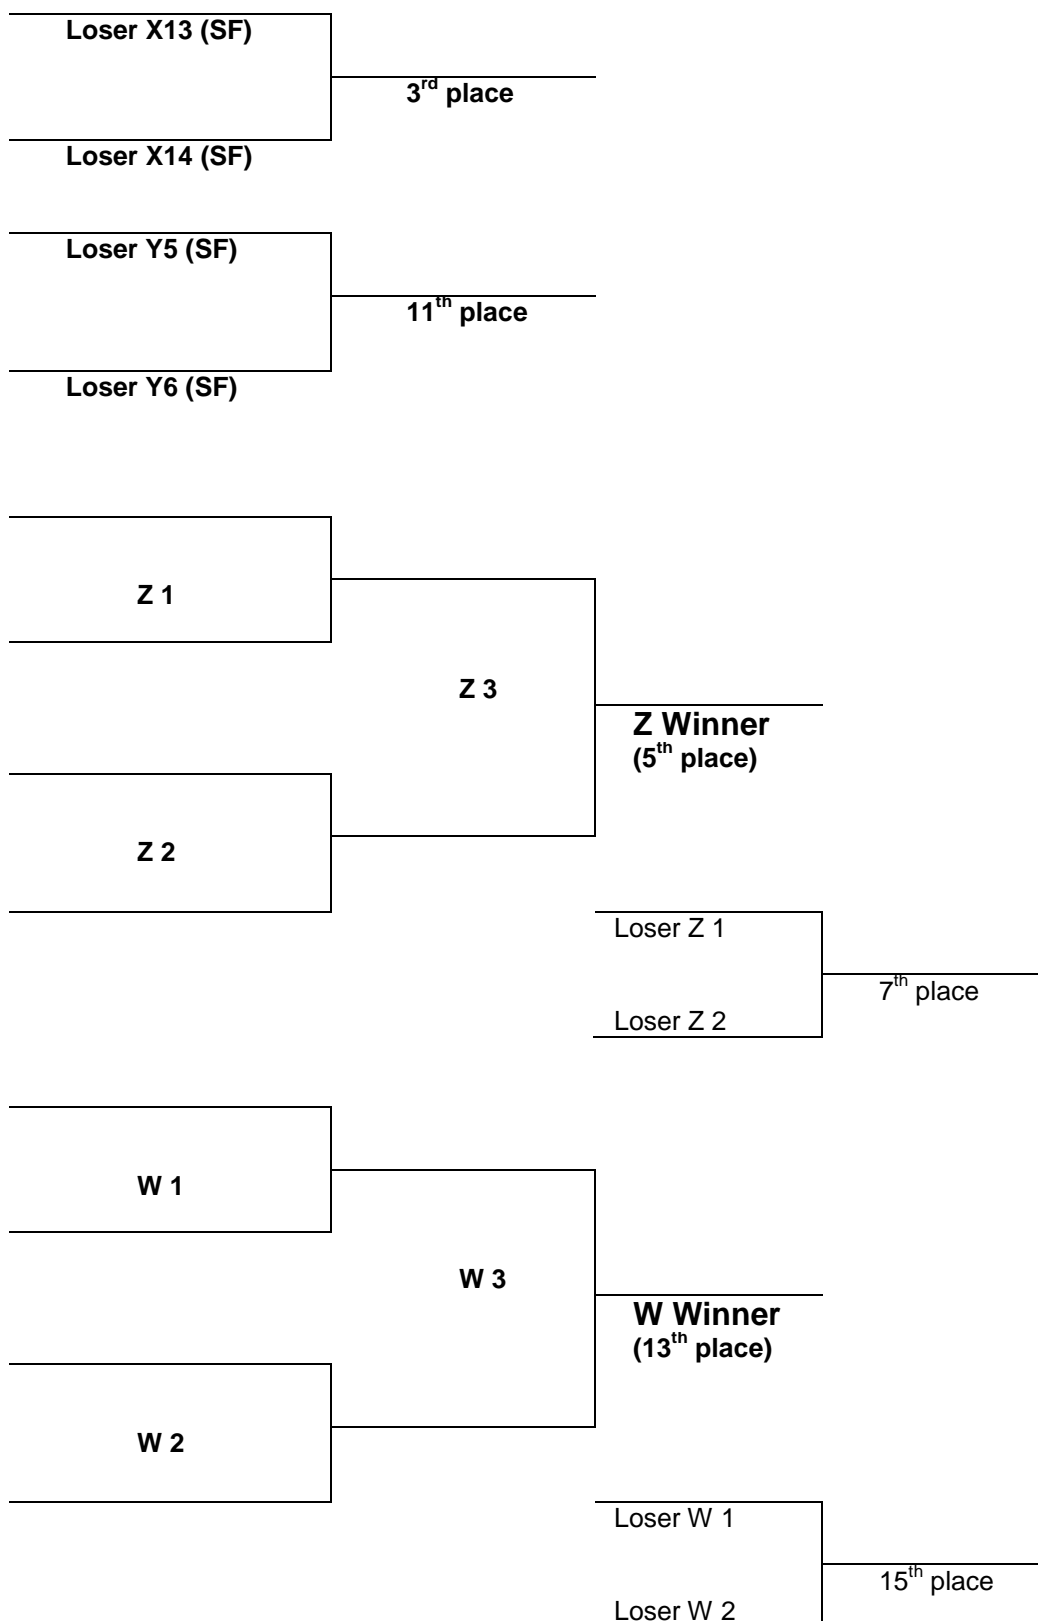 Loser X13 (SF)
3rd place
Loser X14 (SF)
Loser Y5 (SF)
11th place
Loser Y6 (SF)
Z 1
Z 3
Z Winner
(5th place)
Z 2
Loser Z 1
7th place
Loser Z 2
W 1
W 3
W Winner
(13th place)
W 2
Loser W 1
15th place
Loser W 2